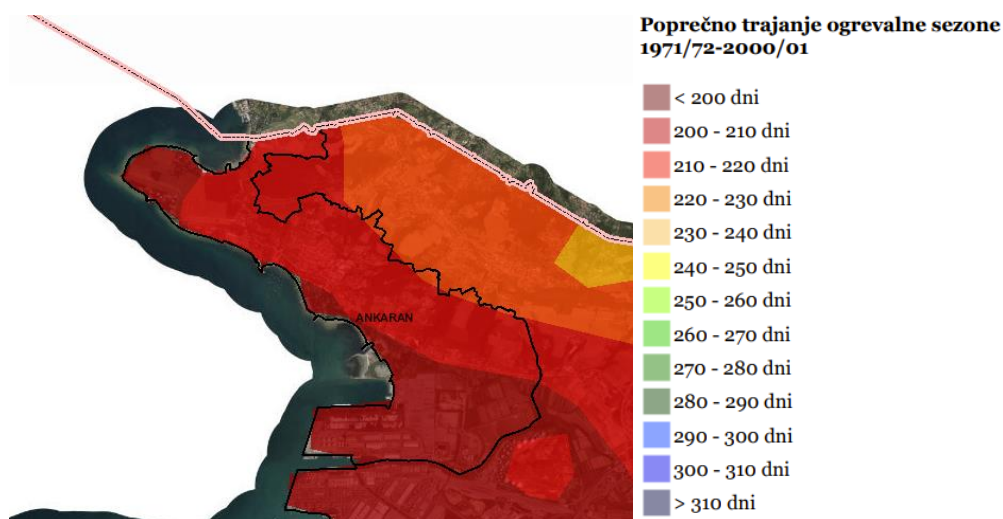 Poprečno trajanje ogrevalne sezone
1971/72-2000/01
< 200 dni
200 - 210 dni
210 - 220 dni
220 - 230 dni
230 - 240 dni
240 - 250 dni
250 - 260 dni
260 - 270 dni
270 - 280 dni
280 - 290 dni
290 - 300 dni
300 - 310 dni
> 310 dni
ANKARAN